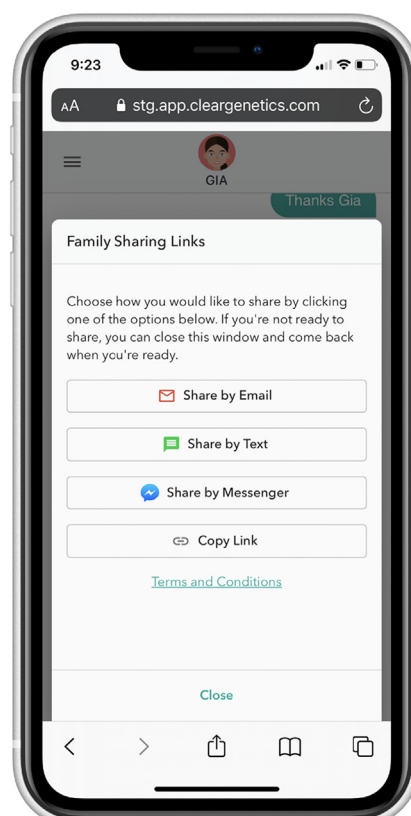 9:23
AA stg.app.cleargenetics.com
GIA
Thanks Gia
Family Sharing Links
Choose how you would like to share by clicking
one of the options below. If you're not ready to
share, you can close this window and come back
when you're ready.
Share by Email
Share by Text
Share by Messenger
Copy Link
Terms and Conditions
Close